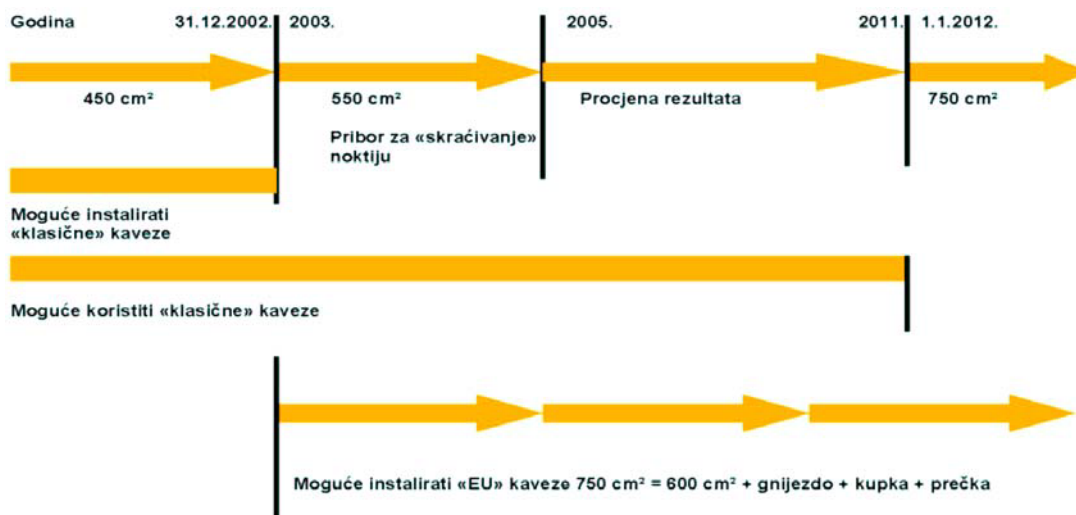 Godina 31.12.2002. 2003. 2005. 2011. 1.1.2012.
450 cm² 550 cm² Procjena rezultata 750 cm²
Pribor za «skraćivanje»
noktiju
Moguće instalirati
«klasične» kaveze
Moguće koristiti «klasične» kaveze
Moguće instalirati «EU» kaveze 750 cm² = 600 cm² + gnijezdo + kupka + prečka